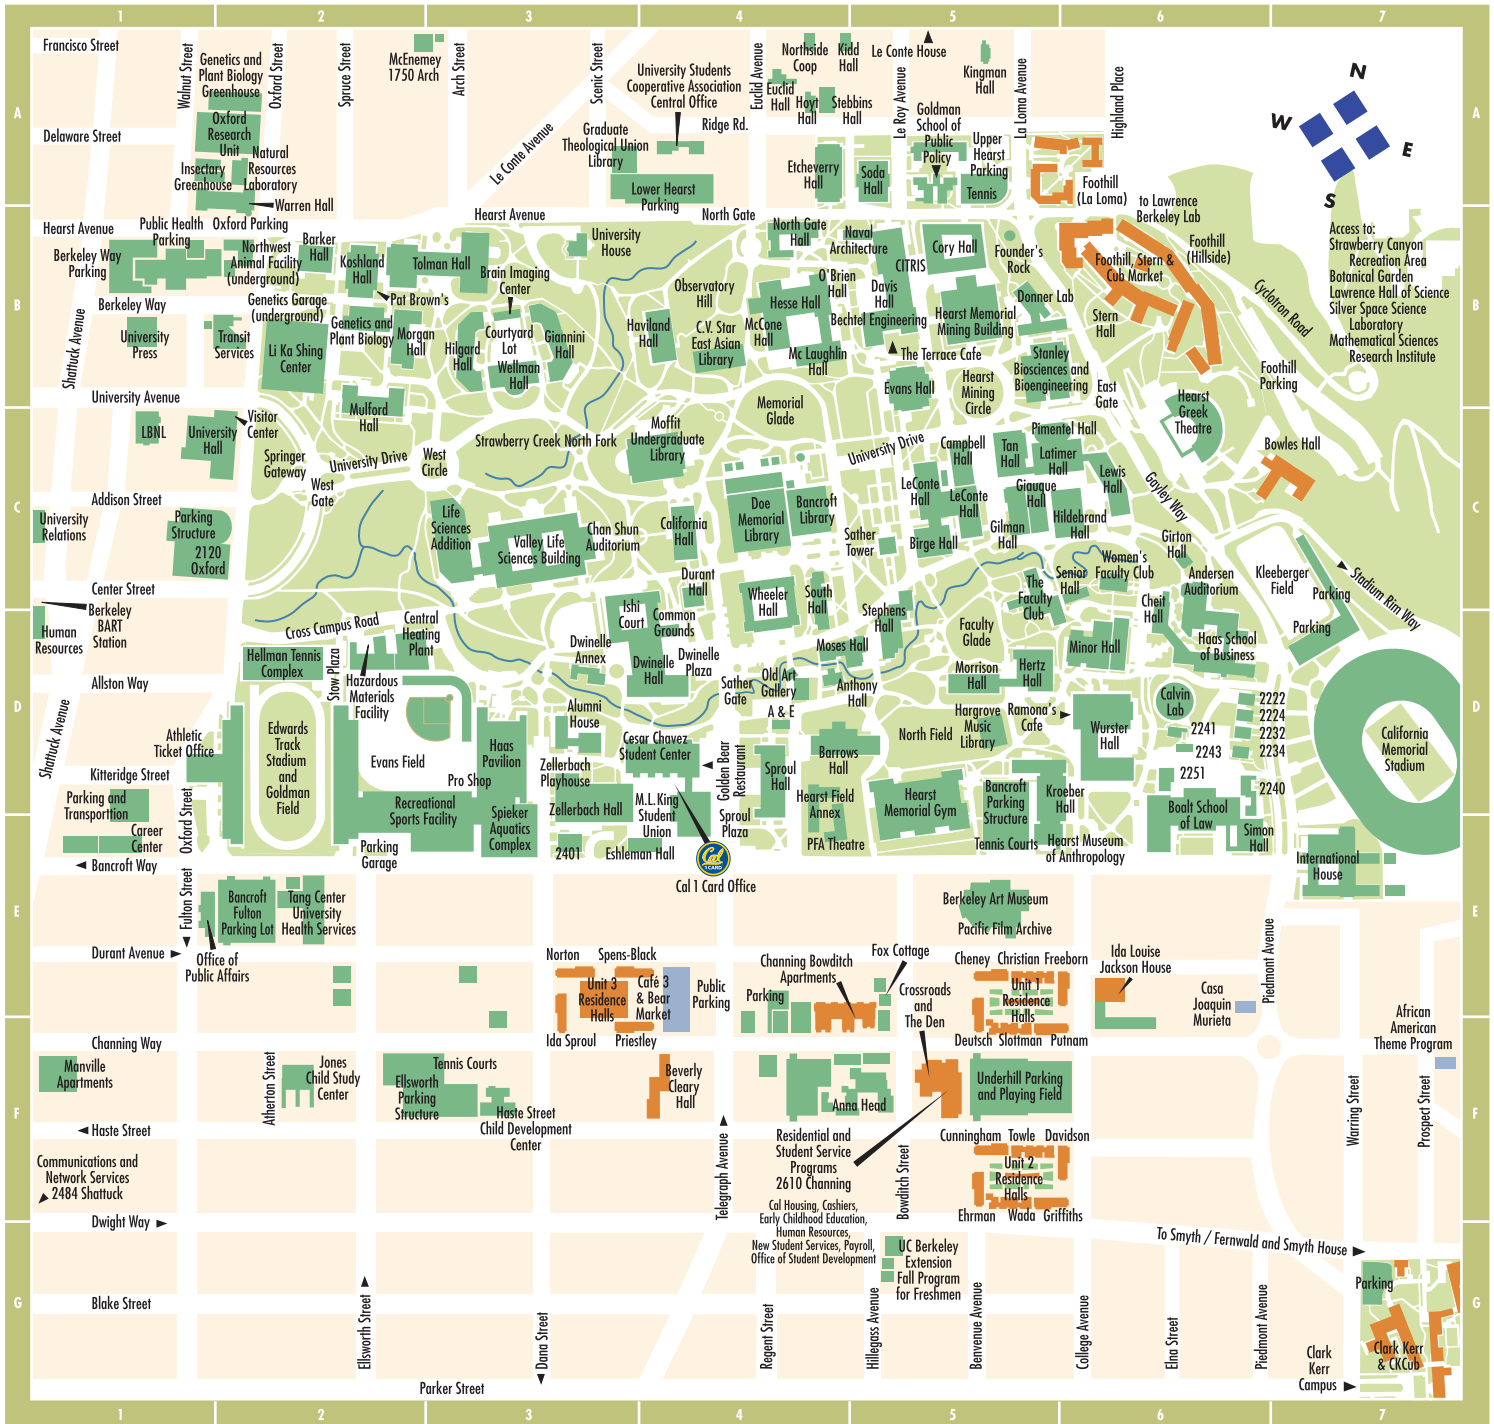 1 2 3 4 5 6 7
A
B
C
D
E
F
G
Francisco Street
Walnut Street
Genetics and
Plant Biology
Greenhouse
Oxford Street
Spruce Street
McEnemey
1750 Arch
Arch Street
Scenic Street
University Students
Cooperative Association
Central Office
Euclid Avenue
Northside
Coop
Kidd
Hall
Le Conte House
Kingman
Hall
La Loma Avenue
Highland Place
Euclid
Hall
Hoyt
Hall
Stebbins
Hall
Le Roy Avenue
Goldman
School of
Public
Policy
Upper
Hearst
Parking
Tennis
N
W
E
S
Delaware Street
Oxford
Research
Unit
Natural
Resources
Laboratory
Insectary
Greenhouse
Warren Hall
Le Conte Avenue
Graduate
Theological Union
Library
Ridge Rd.
Lower Hearst
Parking
Etcheverry
Hall
Soda
Hall
Foothill
(La Loma)
to Lawrence
Berkeley Lab
Hearst Avenue
Public Health
Parking
Oxford Parking
Hearst Avenue
North Gate
Berkeley Way
Parking
Northwest
Animal Facility
(underground)
Barker
Hall
Koshland
Hall
Tolman Hall
Brain Imaging
Center
University
House
North Gate
Hall
Naval
Architecture
CITRIS
Cory Hall
Founder's
Rock
Foothill, Stern &
Cub Market
Foothill
(Hillside)
Cyclotron Road
Access to:
Strawberry Canyon
Recreation Area
Botanical Garden
Lawrence Hall of Science
Silver Space Science
Laboratory
Mathematical Sciences
Research Institute
Berkeley Way
Genetics Garage
(underground)
Pat Brown's
Observatory
Hill
O'Brien
Hall
Hesse Hall
Davis
Hall
Donner Lab
Stern
Hall
Shattuck Avenue
University
Press
Transit
Services
Li Ka Shing
Center
Genetics and
Plant Biology
Morgan
Hall
Hilgard
Hall
Courtyard
Lot
Wellman
Hall
Giannini
Hall
Haviland
Hall
C.V. Star
East Asian
Library
McCone
Hall
Mc Laughlin
Hall
Bechtel Engineering
The Terrace Cafe
Hearst Memorial
Mining Building
Stanley
Biosciences and
Bioengineering
Evans Hall
Hearst
Mining
Circle
East
Gate
Foothill
Parking
University Avenue
Mulford
Hall
Memorial
Glade
Hearst
Greek
Theatre
Bowles Hall
LBNL
University
Hall
Visitor
Center
Springer
Gateway
University Drive
West
Circle
Strawberry Creek North Fork
Moffit
Undergraduate
Library
University Drive
Campbell
Hall
Tan
Hall
Pimentel Hall
Latimer
Hall
Lewis
Hall
Gayley Way
West
Gate
Addison Street
University
Relations
Parking
Structure
2120
Oxford
Life
Sciences
Addition
Valley Life
Sciences Building
Chan Shun
Auditorium
California
Hall
Doe
Memorial
Library
Bancroft
Library
Sather
Tower
LeConte
Hall
LeConte
Hall
Birge Hall
Giauque
Hall
Gilman
Hall
Hildebrand
Hall
Girton
Hall
Women's
Faculty Club
Senior
Hall
The
Faculty
Club
Andersen
Auditorium
Kleeberger
Field
Parking
Parking
Stadium Rim Way
Center Street
Berkeley
BART
Station
Human
Resources
Cross Campus Road
Central
Heating
Plant
Durant
Hall
Ishi
Court
Common
Grounds
Wheeler
Hall
South
Hall
Stephens
Hall
Faculty
Glade
Cheit
Hall
Haas School
of Business
Minor Hall
Hellman Tennis
Complex
Stow Plaza
Hazardous
Materials
Facility
Dwinelle
Annex
Dwinelle
Hall
Dwinelle
Plaza
Moses Hall
Old Art
Gallery
Anthony
Hall
Morrison
Hall
Hertz
Hall
Allston Way
Shattuck Avenue
Athletic
Ticket Office
Edwards
Track
Stadium
and
Goldman
Field
Evans Field
Alumni
House
Sather
Gate
A & E
Cesar Chavez
Student Center
Golden Bear
Restaurant
Haas
Pavilion
Pro Shop
Zellerbach
Playhouse
Zellerbach Hall
Sproul
Hall
Barrows
Hall
North Field
Hargrove
Music
Library
Ramona's
Cafe
Wurster
Hall
Calvin
Lab
2222
2224
2232
2234
2241
2243
2251
2240
California
Memorial
Stadium
Kitteridge Street
Parking and
Transporttion
Career
Center
Oxford Street
Recreational
Sports Facility
Spieker
Aquatics
Complex
M.L.King
Student
Union
Sproul
Plaza
Hearst Field
Annex
PFA Theatre
Hearst
Memorial Gym
Bancroft
Parking
Structure
Kroeber
Hall
Tennis Courts
Hearst Museum
of Anthropology
Boalt School
of Law
Simon
Hall
International
House
Bancroft Way
Parking
Garage
2401
Eshleman Hall
Cal
1 CARD
Cal 1 Card Office
Fulton Street
Bancroft
Fulton
Parking Lot
Tang Center
University
Health Services
Berkeley Art Museum
Pacific Film Archive
Piedmont Avenue
Durant Avenue
Office of
Public Affairs
Norton
Spens-Black
Unit 3
Residence
Halls
Café 3
& Bear
Market
Public
Parking
Ida Sproul
Priestley
Channing Bowditch
Apartments
Parking
Fox Cottage
Crossroads
and
The Den
Cheney
Christian
Freeborn
Unit 1
Residence
Halls
Deutsch
Slottman
Putnam
Ida Louise
Jackson House
Casa
Joaquin
Murieta
African
American
Theme Program
Channing Way
Manville
Apartments
Atherton Street
Jones
Child Study
Center
Tennis Courts
Ellsworth
Parking
Structure
Haste Street
Child Development
Center
Beverly
Cleary
Hall
Anna Head
Underhill Parking
and Playing Field
Warring Street
Prospect Street
Haste Street
Communications and
Network Services
2484 Shattuck
Telegraph Avenue
Residential and
Student Service
Programs
2610 Channing
Cal Housing, Cashiers,
Early Childhood Education,
Human Resources,
New Student Services, Payroll,
Office of Student Development
Bowditch Street
Cunningham
Towle
Davidson
Unit 2
Residence
Halls
Ehrman
Wada
Griffiths
Dwight Way
To Smyth / Fernwald and Smyth House
UC Berkeley
Extension
Fall Program
for Freshmen
Parking
Blake Street
Ellsworth Street
Dana Street
Regent Street
Hillegass Avenue
Benvenue Avenue
College Avenue
Elna Street
Piedmont Avenue
Clark
Kerr
Campus
Clark Kerr
& CKCub
Parker Street
A
B
C
D
E
F
G
1 2 3 4 5 6 7